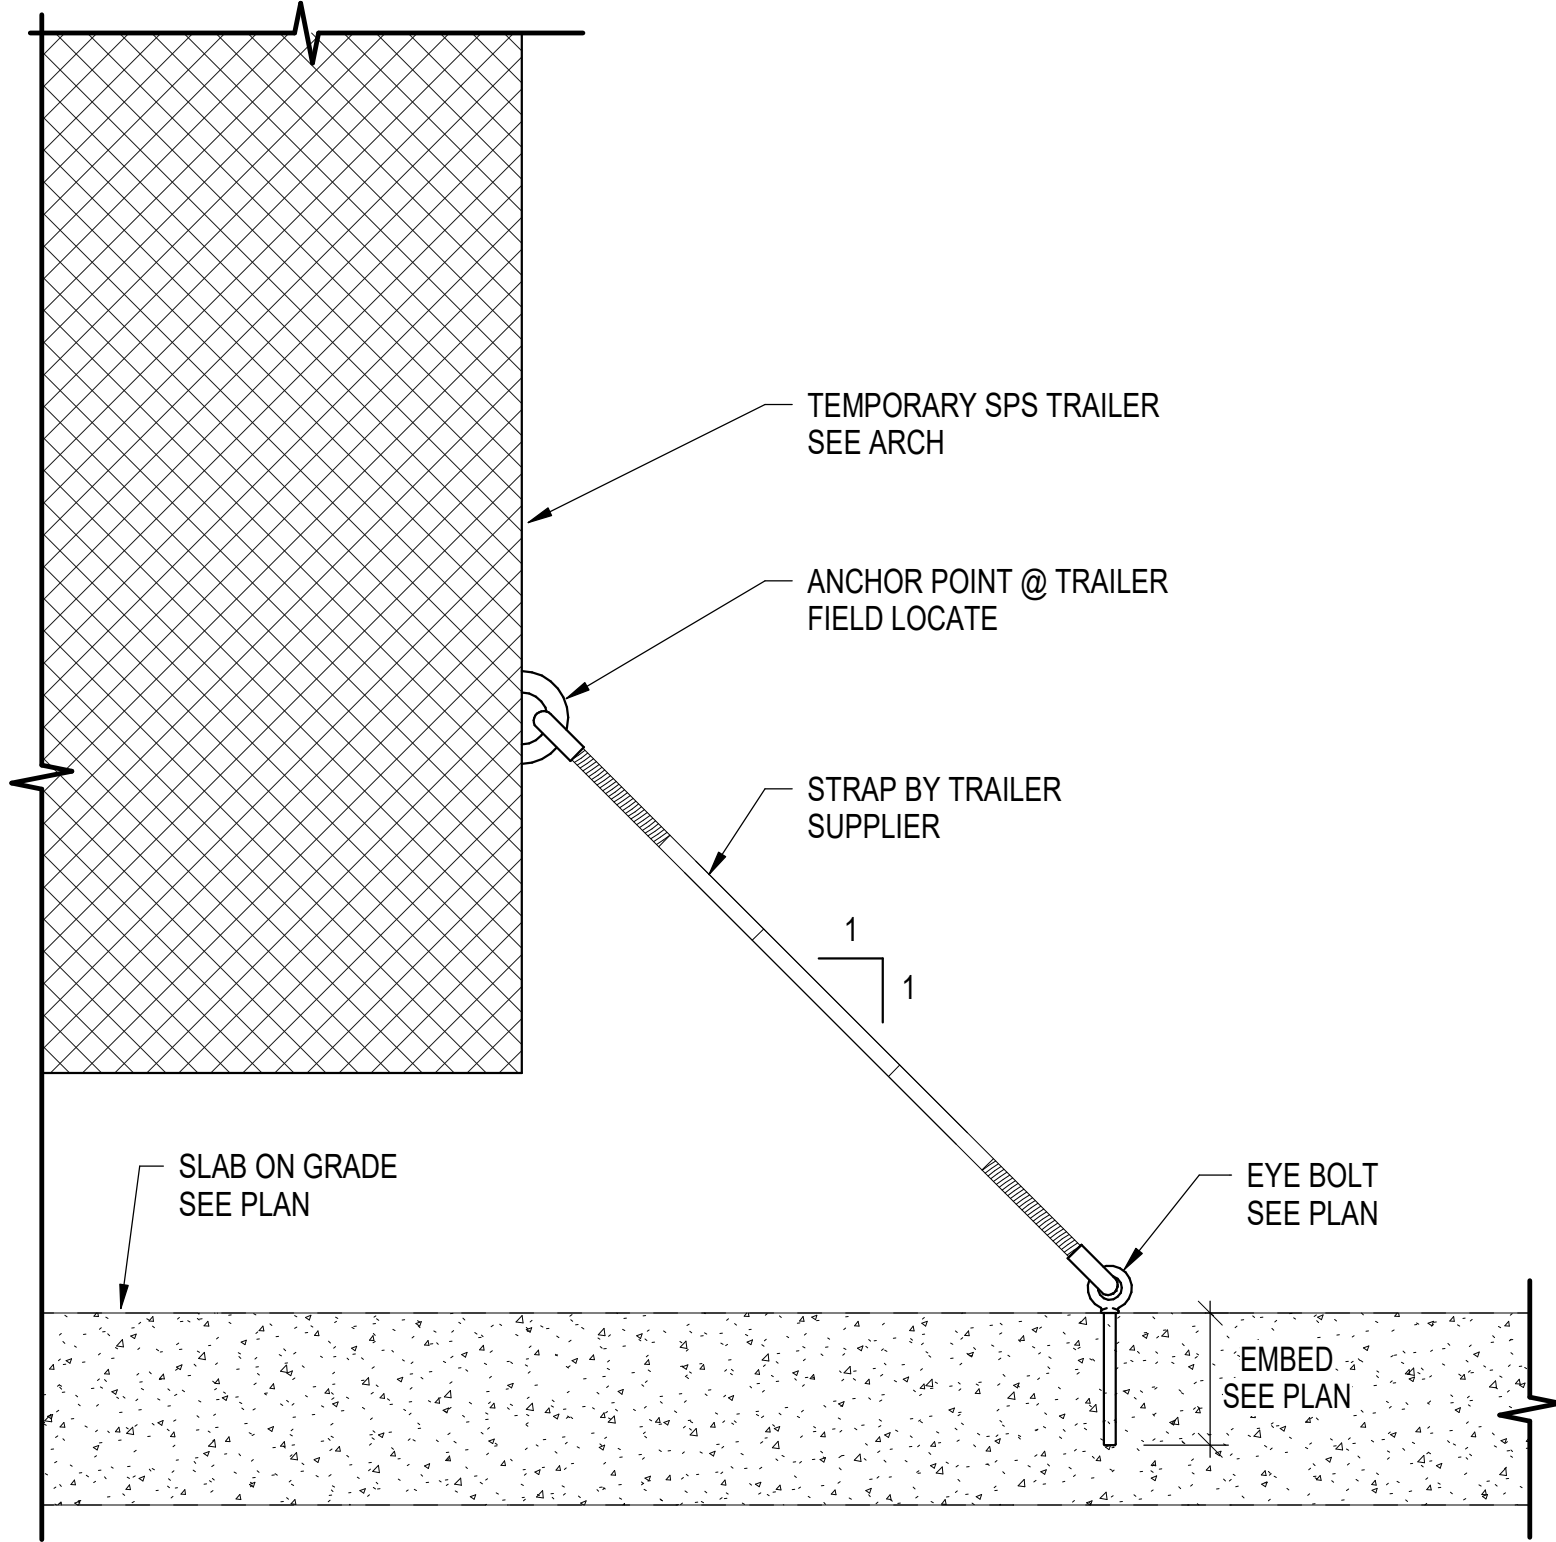 TEMPORARY SPS TRAILER
SEE ARCH
ANCHOR POINT @ TRAILER
FIELD LOCATE
STRAP BY TRAILER
SUPPLIER
1
1
SLAB ON GRADE
SEE PLAN
EYE BOLT
SEE PLAN
EMBED
SEE PLAN